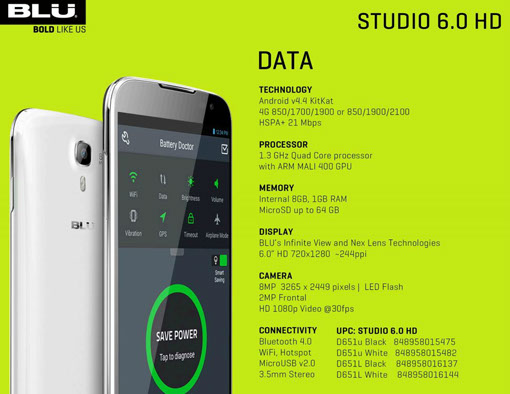 BLU
BOLD LIKE US
STUDIO 6.0 HD
DATA
TECHNOLOGY
Android v4.4 KitKat
4G 850/1700/1900 or 850/1900/2100
HSPA+ 21 Mbps
PROCESSOR
1.3 GHz Quad Core processor
with ARM MALI 400 GPU
MEMORY
Internal 8GB, 1GB RAM
MicroSD up to 64 GB
DISPLAY
BLU's Infinite View and Nex Lens Technologies
6.0" HD 720x1280 ~244ppi
CAMERA
8MP 3265 x 2449 pixels | LED Flash
2MP Frontal
HD 1080p Video @30fps
CONNECTIVITY
Bluetooth 4.0
WiFi, Hotspot
MicroUSB v2.0
3.5mm Stereo
UPC: STUDIO 6.0 HD
D651u Black 848958015475
D651u White 848958015482
D651L Black 848958016137
D651L White 848958016144
BLU
12:34 PM
Battery Doctor
WiFi Data Brightness Volume
Vibration GPS Timeout Airplane Mode
Smart
Saving
SAVE POWER
Tap to diagnose